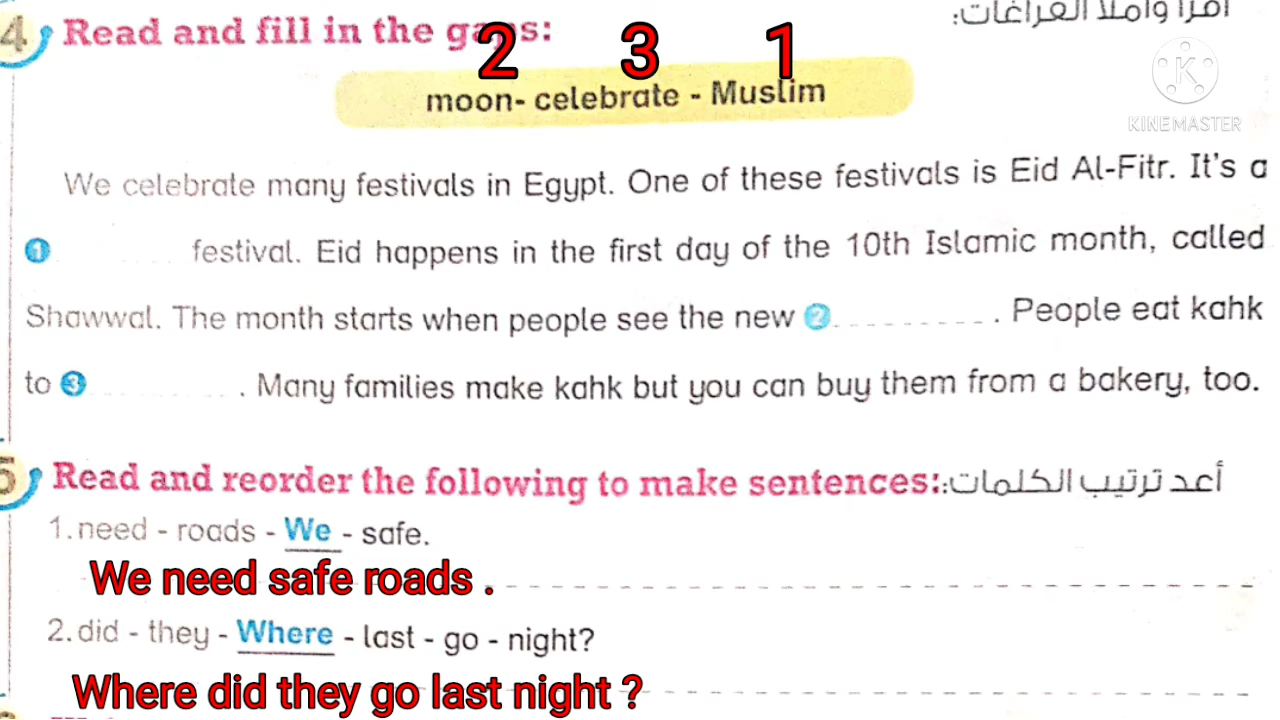 4 Read and fill in the gaps: اقرأ واملأ الفراغات:
2 3 1
moon- celebrate - Muslim
KINEMASTER
We celebrate many festivals in Egypt. One of these festivals is Eid Al-Fitr. It's a
1 festival. Eid happens in the first day of the 10th Islamic month, called
Shawwal. The month starts when people see the new 2 . People eat kahk
to 3 . Many families make kahk but you can buy them from a bakery, too.
5 Read and reorder the following to make sentences: أعد ترتيب الكلمات:
1. need - roads - We - safe.
We need safe roads .
2. did - they - Where - last - go - night?
Where did they go last night ?